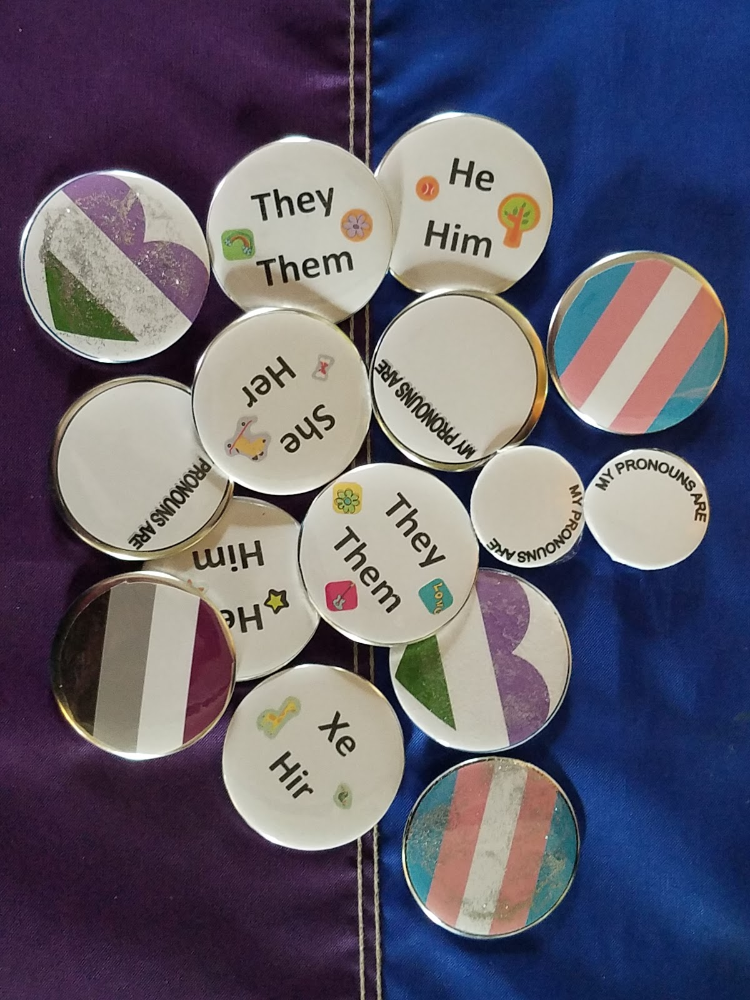 They
Them
He
Him
She
Her
MY PRONOUNS ARE
PRONOUNS ARE
They
Them
LOVE
MY PRONOUNS ARE
MY PRONOUNS ARE
He
Him
Xe
Hir